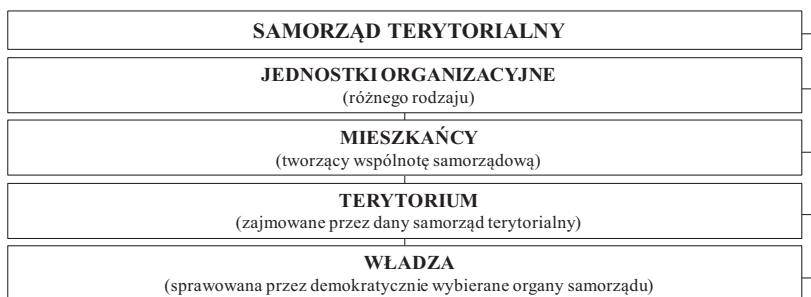 SAMORZĄD TERYTORIALNY
JEDNOSTKI ORGANIZACYJNE
(różnego rodzaju)
MIESZKAŃCY
(tworzący wspólnotę samorządową)
TERYTORIUM
(zajmowane przez dany samorząd terytorialny)
WŁADZA
(sprawowana przez demokratycznie wybierane organy samorządu)